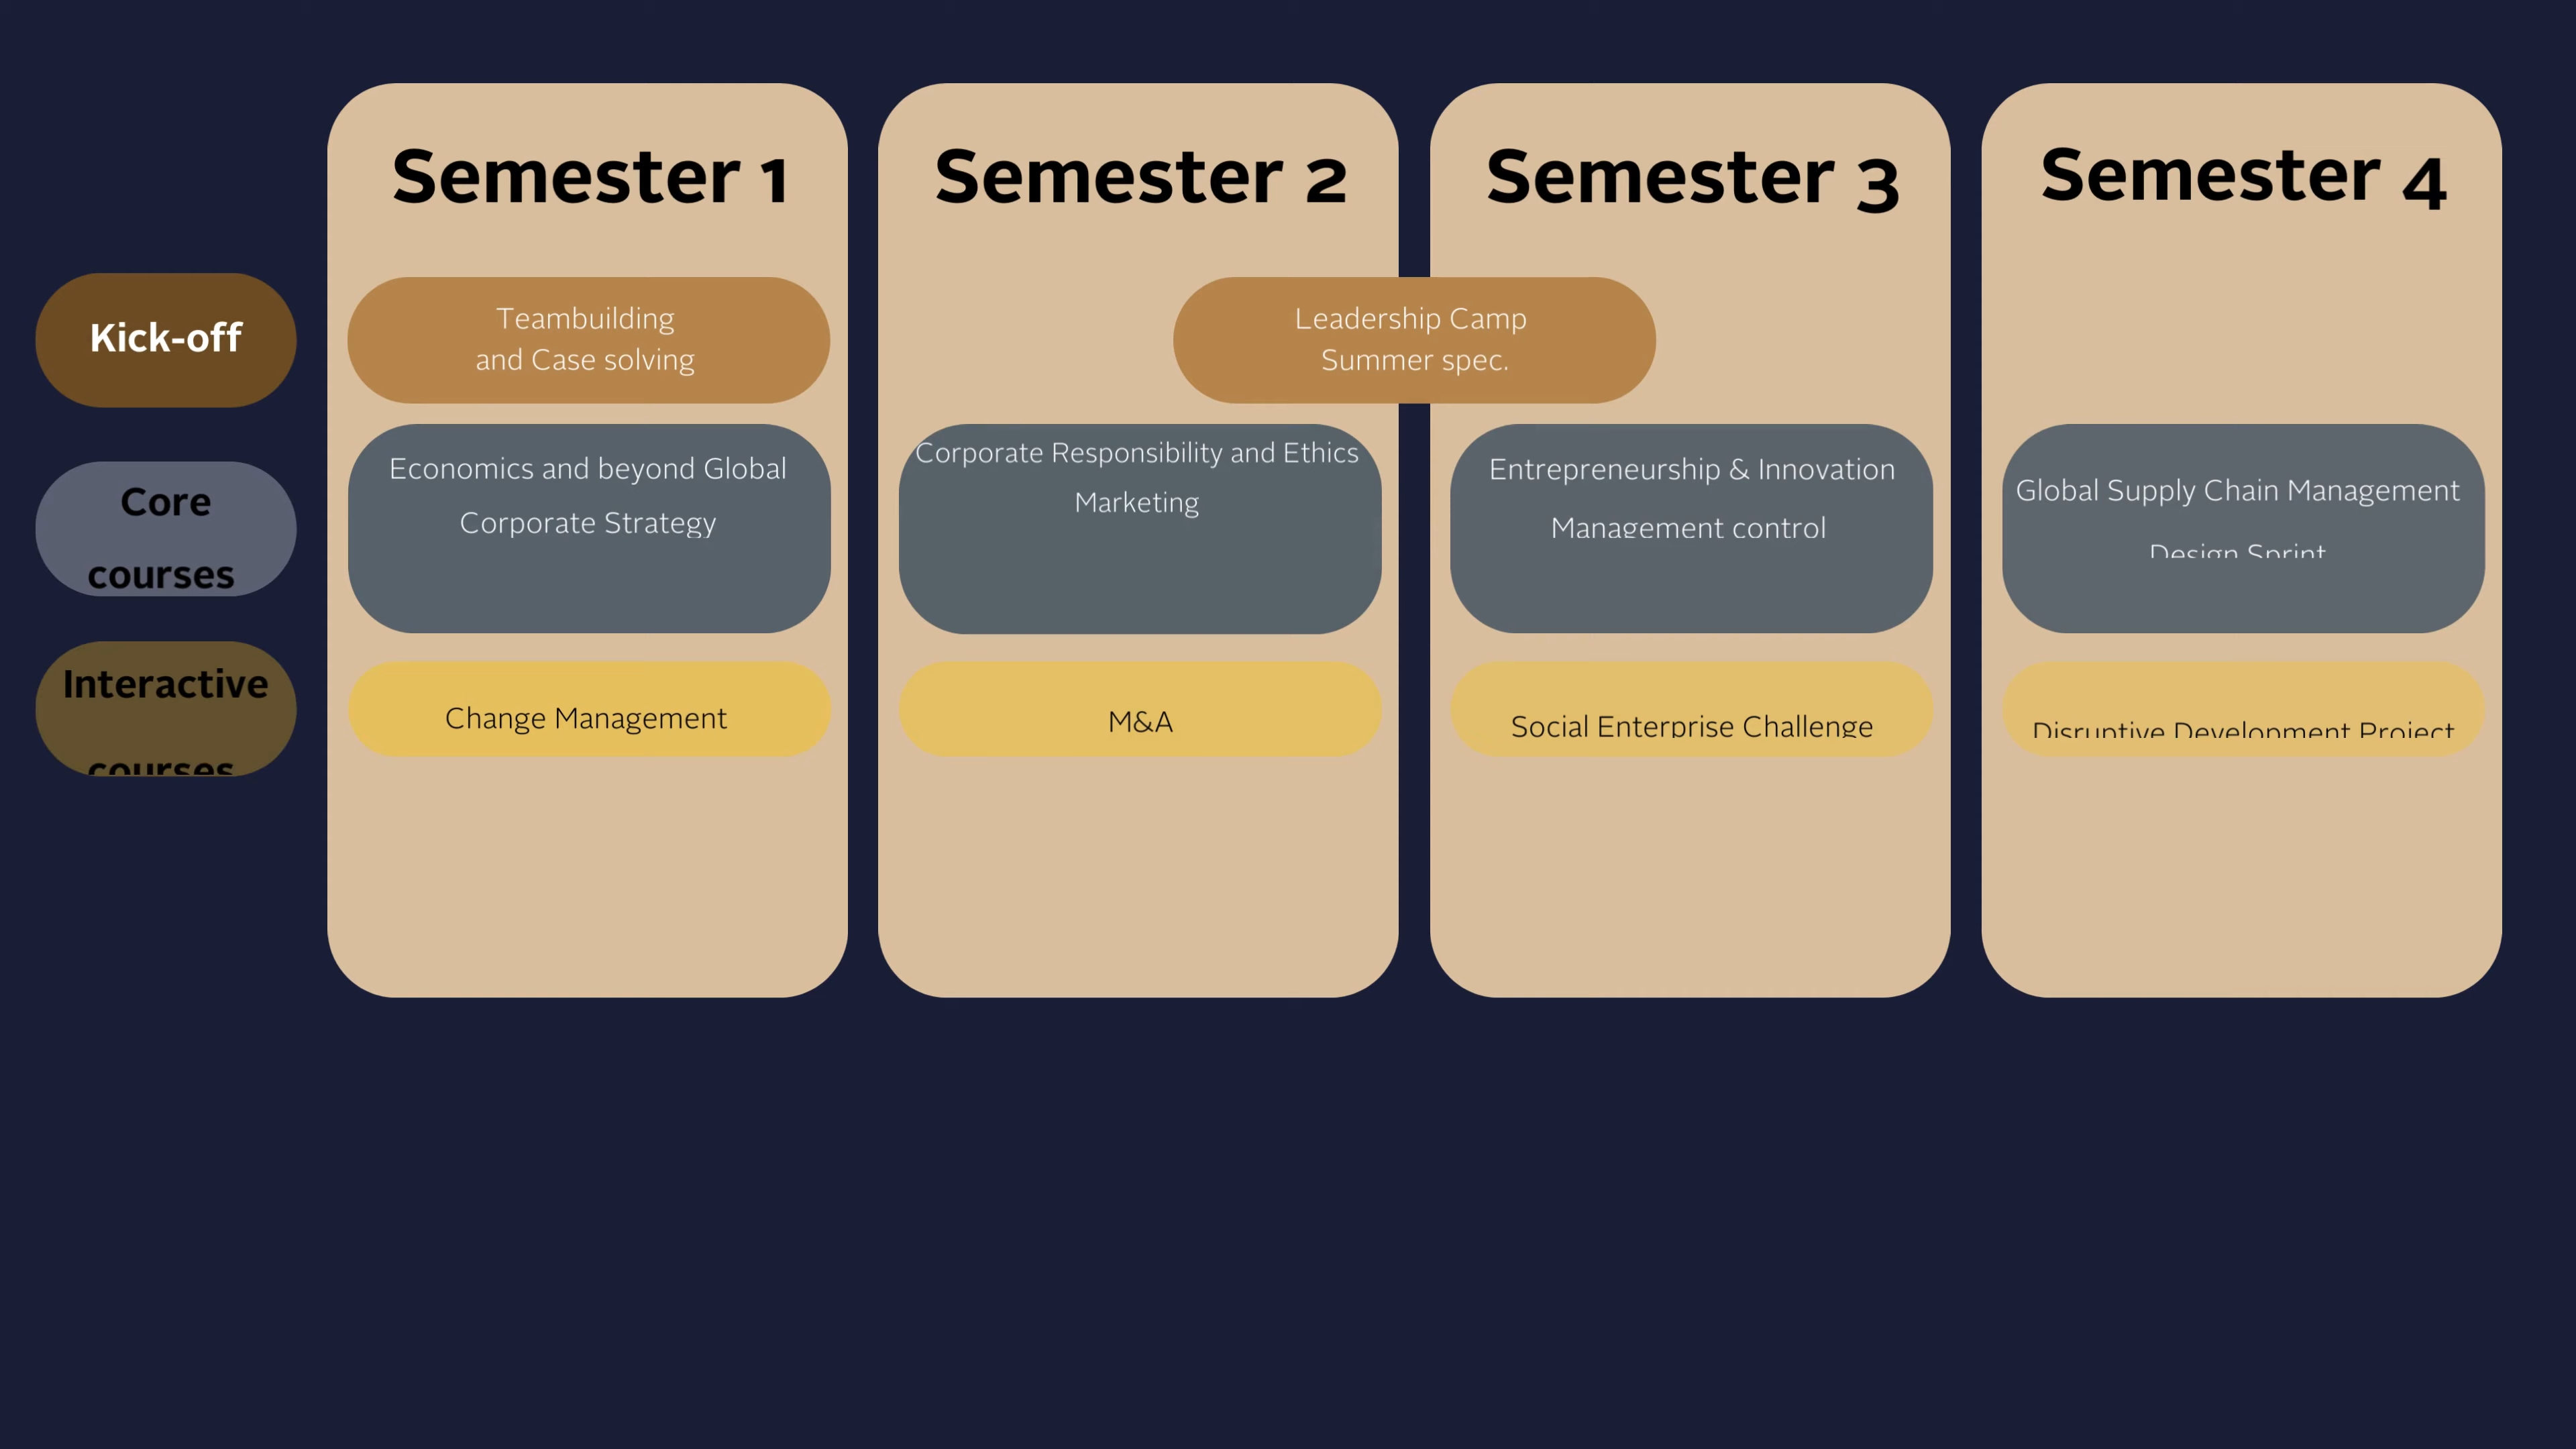 Semester 1
Semester 2
Semester 3
Semester 4
Kick-off
Teambuilding
and Case solving
Leadership Camp
Summer spec.
Core
courses
Economics and beyond Global
Corporate Strategy
Corporate Responsibility and Ethics
Marketing
Entrepreneurship & Innovation
Management control
Global Supply Chain Management
Design Sprint
Interactive
courses
Change Management
M&A
Social Enterprise Challenge
Disruptive Development Project